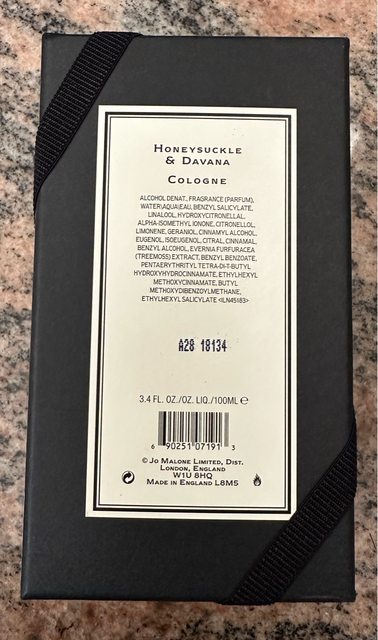 HONEYSUCKLE
& DAVANA
COLOGNE
ALCOHOL DENAT., FRAGRANCE (PARFUM),
WATER\AQUA\EAU, BENZYL SALICYLATE,
LINALOOL, HYDROXYCITRONELLAL,
ALPHA-ISOMETHYL IONONE, CITRONELLOL,
LIMONENE, GERANIOL, CINNAMYL ALCOHOL,
EUGENOL, ISOEUGENOL, CITRAL, CINNAMAL,
BENZYL ALCOHOL, EVERNIA FURFURACEA
(TREEMOSS) EXTRACT, BENZYL BENZOATE,
PENTAERYTHRITYL TETRA-DI-T-BUTYL
HYDROXYHYDROCINNAMATE, ETHYLHEXYL
METHOXYCINNAMATE, BUTYL
METHOXYDIBENZOYLMETHANE,
ETHYLHEXYL SALICYLATE <ILN45183>
A28 18134
3.4 FL. OZ./OZ. LIQ./100ML ℮
6 90251 07191 3
© JO MALONE LIMITED, DIST.
LONDON, ENGLAND
W1U 8HQ
MADE IN ENGLAND L8M5